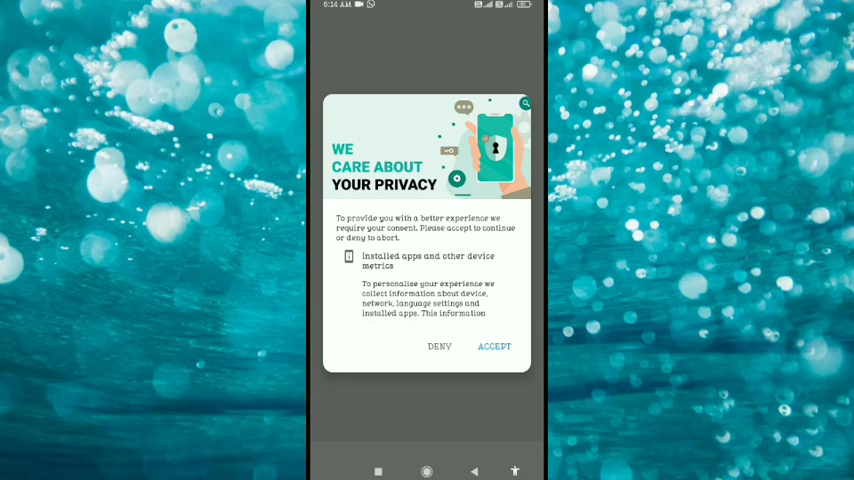 6:14 AM
WE
CARE ABOUT
YOUR PRIVACY
To provide you with a better experience we
require your consent. Please accept to continue
or deny to abort.
Installed apps and other device
metrics
To personalise your experience we
collect information about device,
network, language settings and
installed apps. This information
DENY ACCEPT